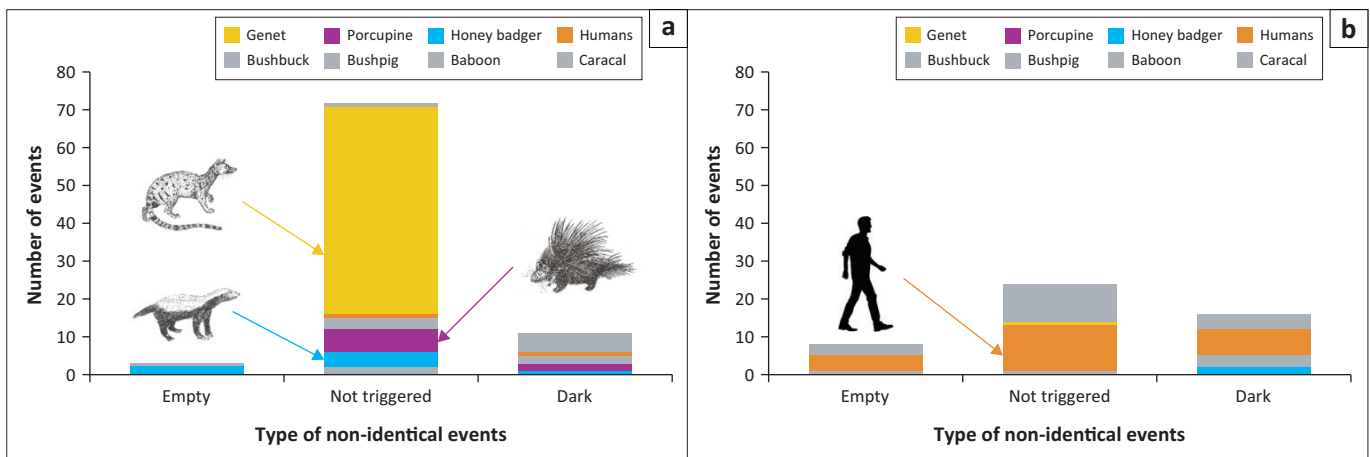 a
Genet Porcupine Honey badger Humans
Bushbuck Bushpig Baboon Caracal
80
70
60
50
40
30
20
10
0
Number of events
Empty Not triggered Dark
Type of non-identical events
b
Genet Porcupine Honey badger Humans
Bushbuck Bushpig Baboon Caracal
80
70
60
50
40
30
20
10
0
Number of events
Empty Not triggered Dark
Type of non-identical events